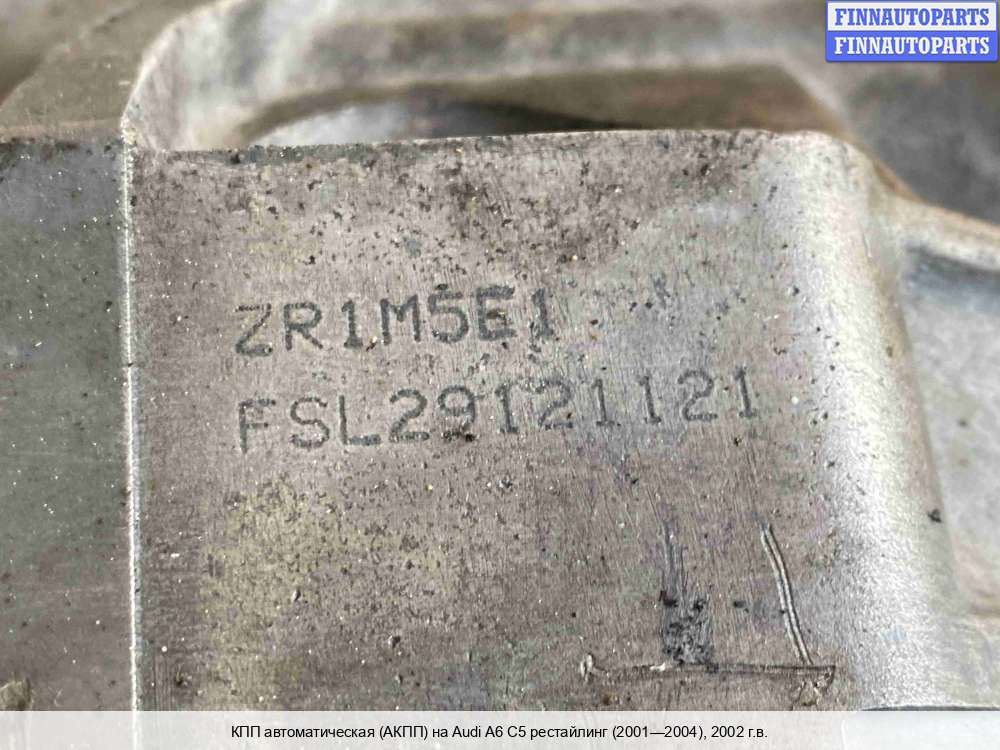 FINNAUTOPARTS
FINNAUTOPARTS
ZR1M5E1
FSL29121121
КПП автоматическая (АКПП) на Audi A6 C5 рестайлинг (2001—2004), 2002 г.в.